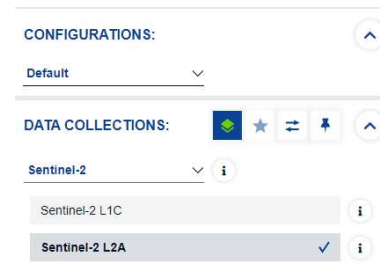 CONFIGURATIONS:
Default
DATA COLLECTIONS:
Sentinel-2
i
Sentinel-2 L1C
i
Sentinel-2 L2A
i